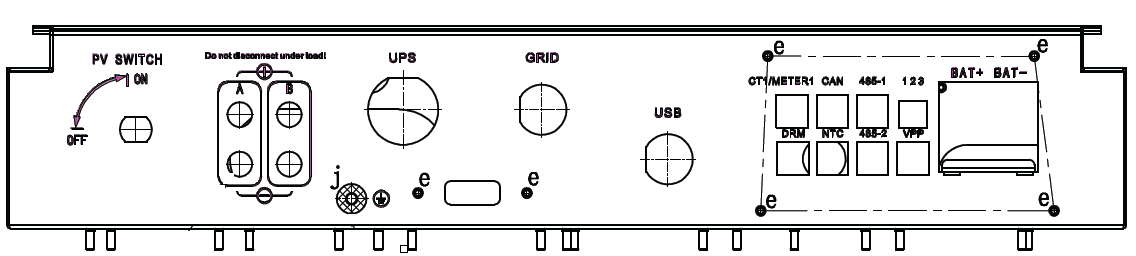 PV SWITCH
ON
OFF
Do not disconnect under load!
A B
UPS
GRID
USB
j
e e
e e
CT1/METER1 CAN 485-1 1 2 3
BAT+ BAT-
DRM NTC 485-2 VPP
e e